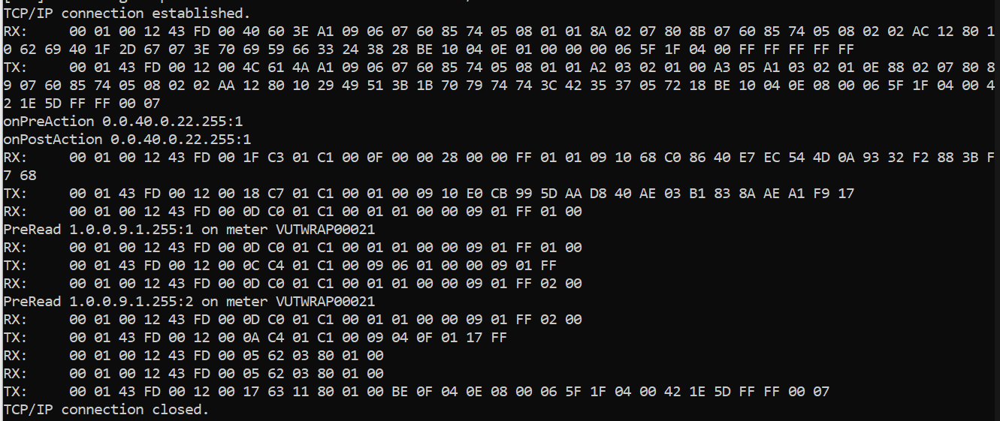 TCP/IP connection established.
RX:     00 01 00 12 43 FD 00 40 60 3E A1 09 06 07 60 85 74 05 08 01 01 8A 02 07 80 8B 07 60 85 74 05 08 02 02 AC 12 80 1
0 62 69 40 1F 2D 67 07 3E 70 69 59 66 33 24 38 28 BE 10 04 0E 01 00 00 00 06 5F 1F 04 00 FF FF FF FF FF
TX:     00 01 43 FD 00 12 00 4C 61 4A A1 09 06 07 60 85 74 05 08 01 01 A2 03 02 01 00 A3 05 A1 03 02 01 0E 88 02 07 80 8
9 07 60 85 74 05 08 02 02 AA 12 80 10 29 49 51 3B 1B 70 79 74 74 3C 42 35 37 05 72 18 BE 10 04 0E 08 00 06 5F 1F 04 00 4
2 1E 5D FF FF 00 07
onPreAction 0.0.40.0.22.255:1
onPostAction 0.0.40.0.22.255:1
RX:     00 01 00 12 43 FD 00 1F C3 01 C1 00 0F 00 00 28 00 00 FF 01 01 09 10 68 C0 86 40 E7 EC 54 4D 0A 93 32 F2 88 3B F
7 68
TX:     00 01 43 FD 00 12 00 18 C7 01 C1 00 01 00 09 10 E0 CB 99 5D AA D8 40 AE 03 B1 83 8A AE A1 F9 17
RX:     00 01 00 12 43 FD 00 0D C0 01 C1 00 01 01 00 00 09 01 FF 01 00
PreRead 1.0.0.9.1.255:1 on meter VUTWRAP00021
RX:     00 01 00 12 43 FD 00 0D C0 01 C1 00 01 01 00 00 09 01 FF 01 00
TX:     00 01 43 FD 00 12 00 0C C4 01 C1 00 09 06 01 00 00 09 01 FF
RX:     00 01 00 12 43 FD 00 0D C0 01 C1 00 01 01 00 00 09 01 FF 02 00
PreRead 1.0.0.9.1.255:2 on meter VUTWRAP00021
RX:     00 01 00 12 43 FD 00 0D C0 01 C1 00 01 01 00 00 09 01 FF 02 00
TX:     00 01 43 FD 00 12 00 0A C4 01 C1 00 09 04 0F 01 17 FF
RX:     00 01 00 12 43 FD 00 05 62 03 80 01 00
RX:     00 01 00 12 43 FD 00 05 62 03 80 01 00
TX:     00 01 43 FD 00 12 00 17 63 11 80 01 00 BE 0F 04 0E 08 00 06 5F 1F 04 00 42 1E 5D FF FF 00 07
TCP/IP connection closed.